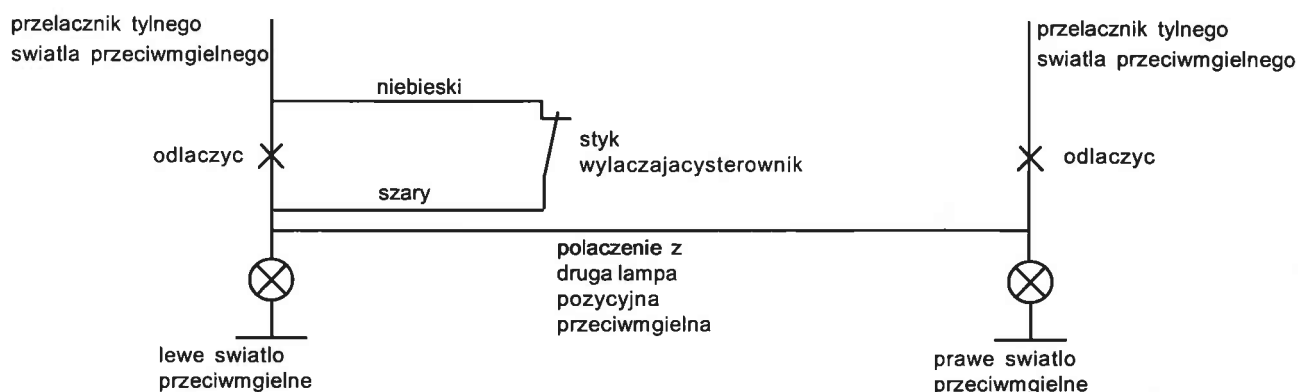 przelacznik tylnego
swiatla przeciwmgielnego
przelacznik tylnego
swiatla przeciwmgielnego
niebieski
odlaczyc
styk
wylaczajacysterownik
odlaczyc
szary
polaczenie z
druga lampa
pozycyjna
przeciwmgielna
lewe swiatlo
przeciwmgielne
prawe swiatlo
przeciwmgielne